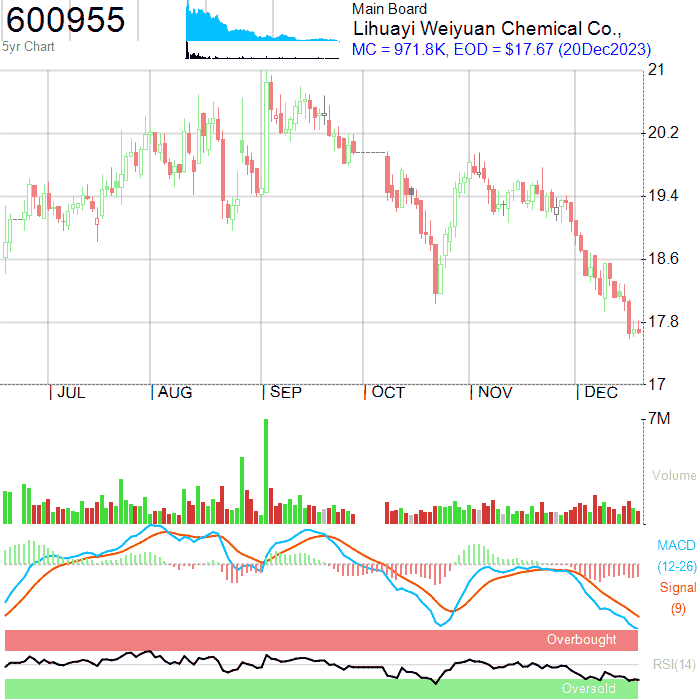 600955
5yr Chart
Main Board
Lihuayi Weiyuan Chemical Co.,
MC = 971.8K, EOD = $17.67 (20Dec2023)
21
20.2
19.4
18.6
17.8
17
JUL AUG SEP OCT NOV DEC
7M
Volume
MACD
(12-26)
Signal
(9)
Overbought
RSI(14)
Oversold